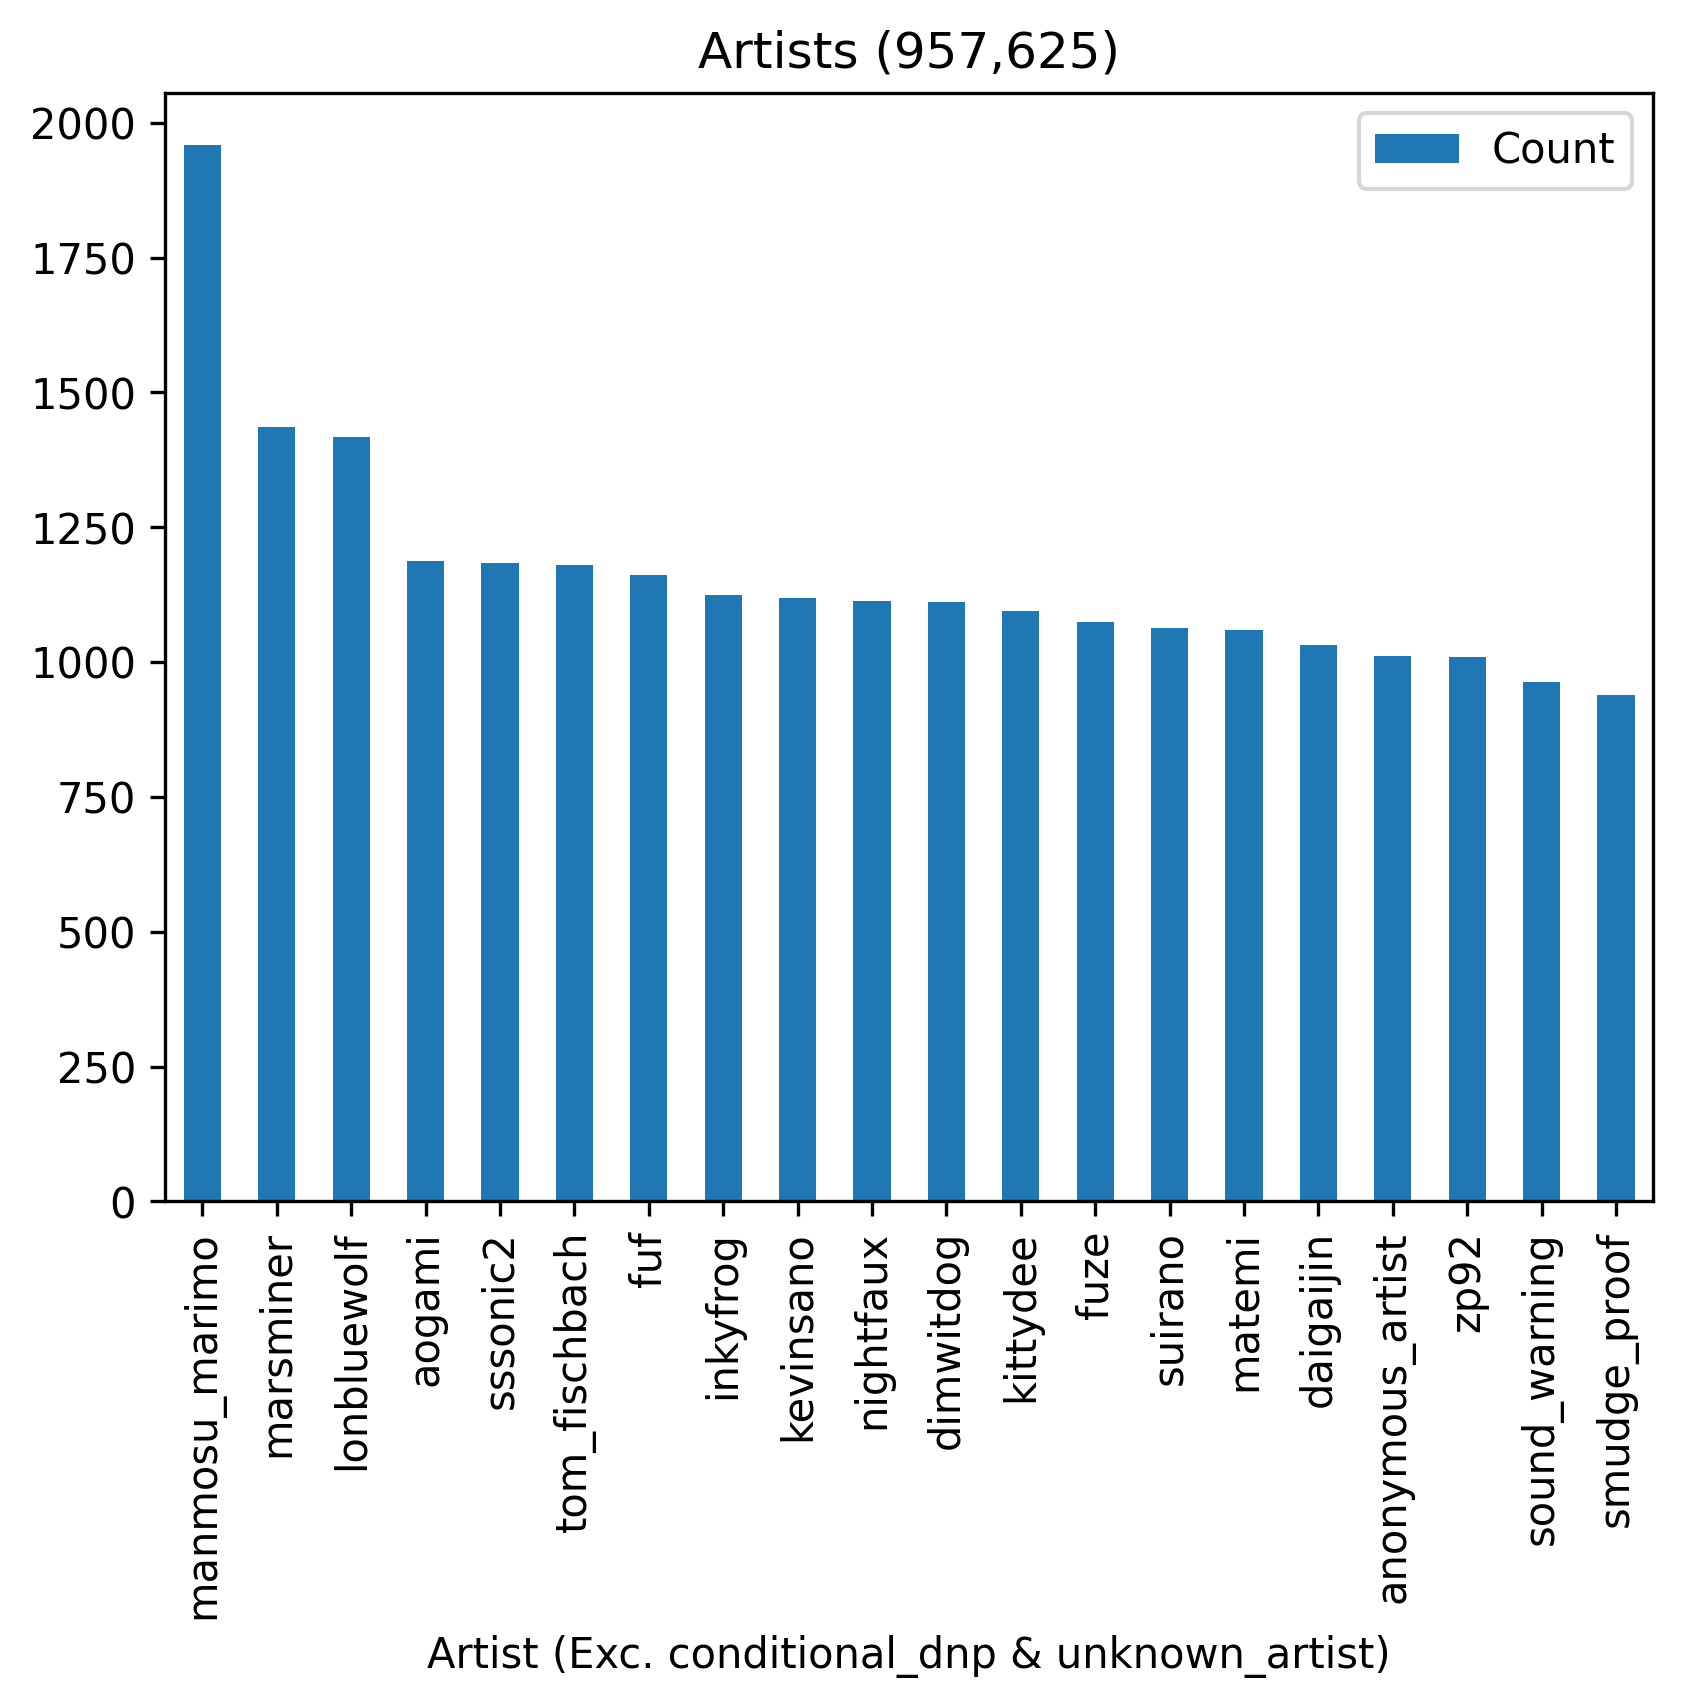 Artists (957,625)
Count
2000
1750
1500
1250
1000
750
500
250
0
manmosu_marimo
marsminer
lonbluewolf
aogami
sssonic2
tom_fischbach
fuf
inkyfrog
kevinsano
nightfaux
dimwitdog
kittydee
fuze
suirano
matemi
daigaijin
anonymous_artist
zp92
sound_warning
smudge_proof
Artist (Exc. conditional_dnp & unknown_artist)